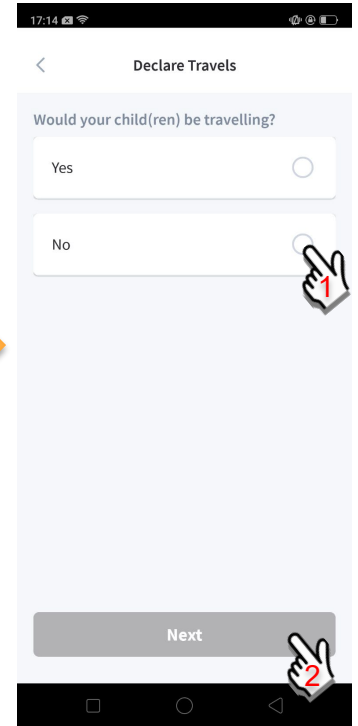 17:14
Declare Travels
Would your child(ren) be travelling?
Yes
No
1
Next
2